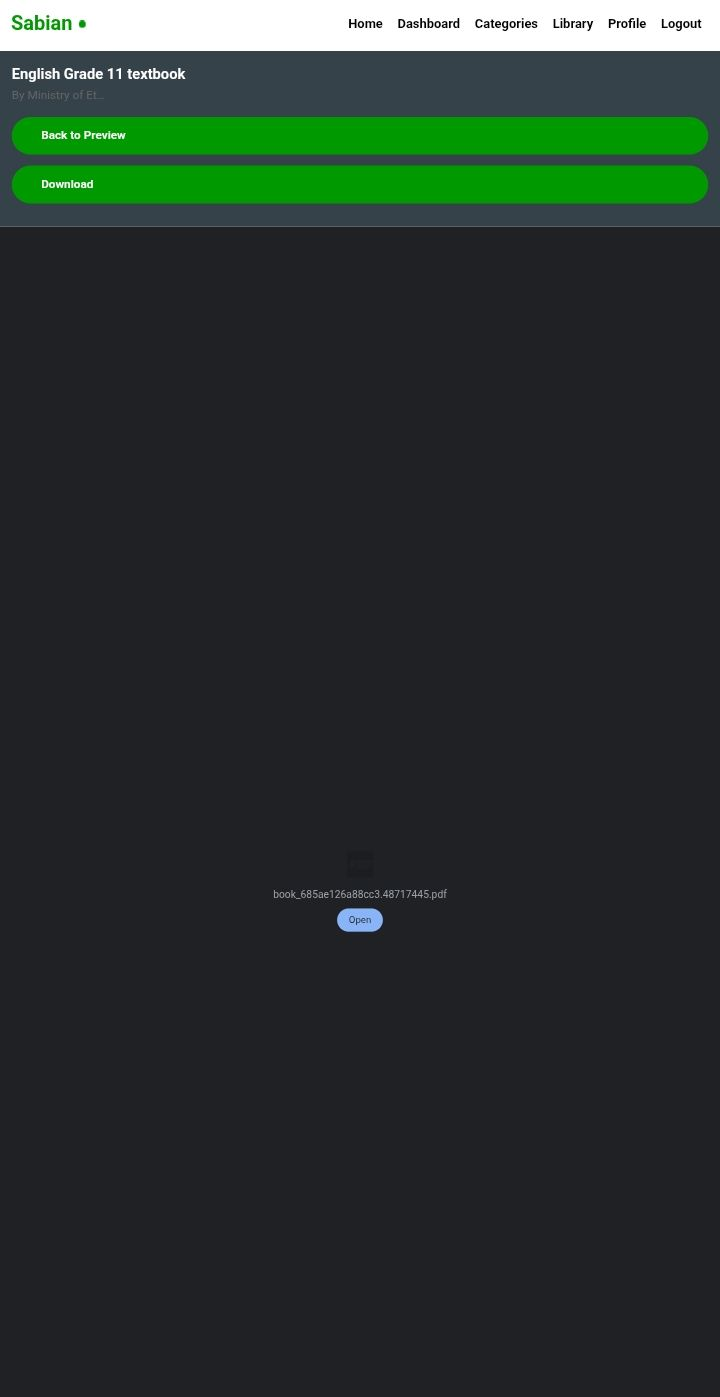 Sabian
Home Dashboard Categories Library Profile Logout
English Grade 11 textbook
By Ministry of Et...
Back to Preview
Download
book_685ae126a88cc3.48717445.pdf
Open